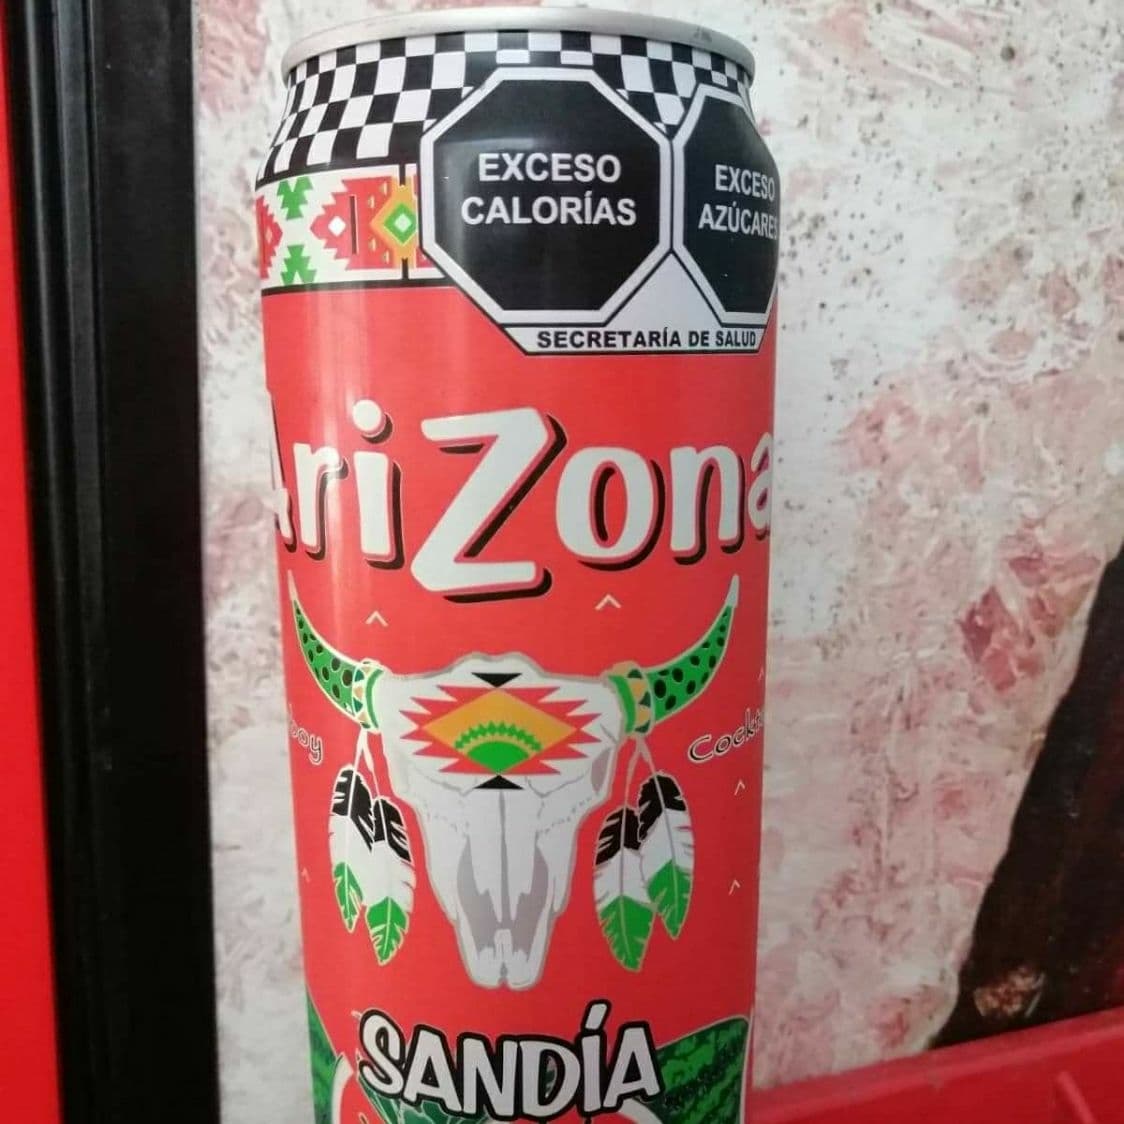 EXCESO
CALORÍAS
EXCESO
AZÚCARES
SECRETARÍA DE SALUD
AriZona
SANDÍA